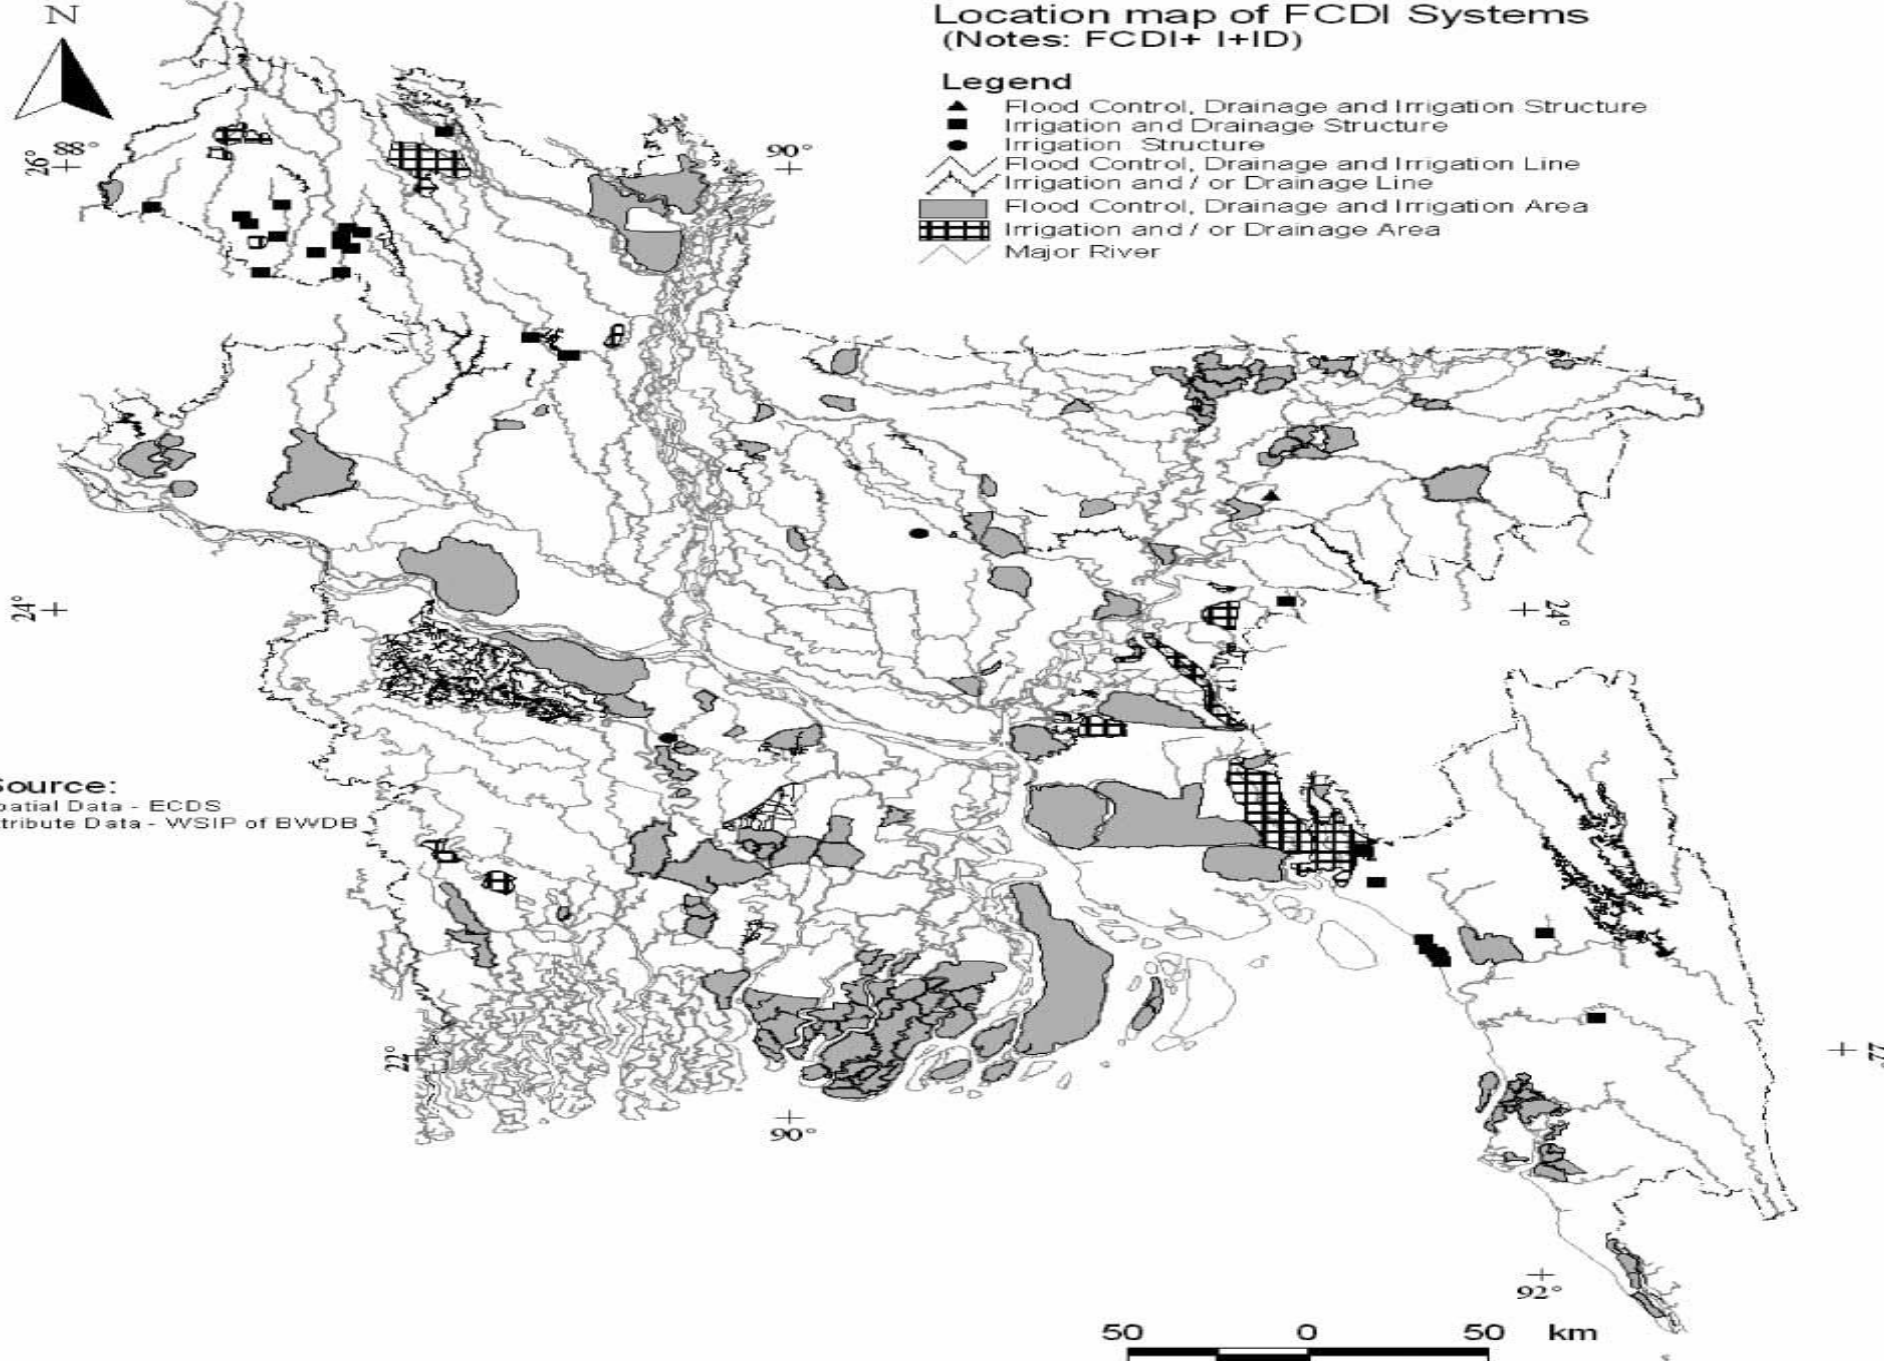 N
Location map of FCDI Systems
(Notes: FCDI+ I+ID)
Legend
Flood Control, Drainage and Irrigation Structure
Irrigation and Drainage Structure
Irrigation Structure
Flood Control, Drainage and Irrigation Line
Irrigation and / or Drainage Line
Flood Control, Drainage and Irrigation Area
Irrigation and / or Drainage Area
Major River
26°
88°
90°
24°
24°
ource:
patial Data - ECDS
tribute Data - WSIP of BWDB
22°
22
90°
92°
50 0 50 km